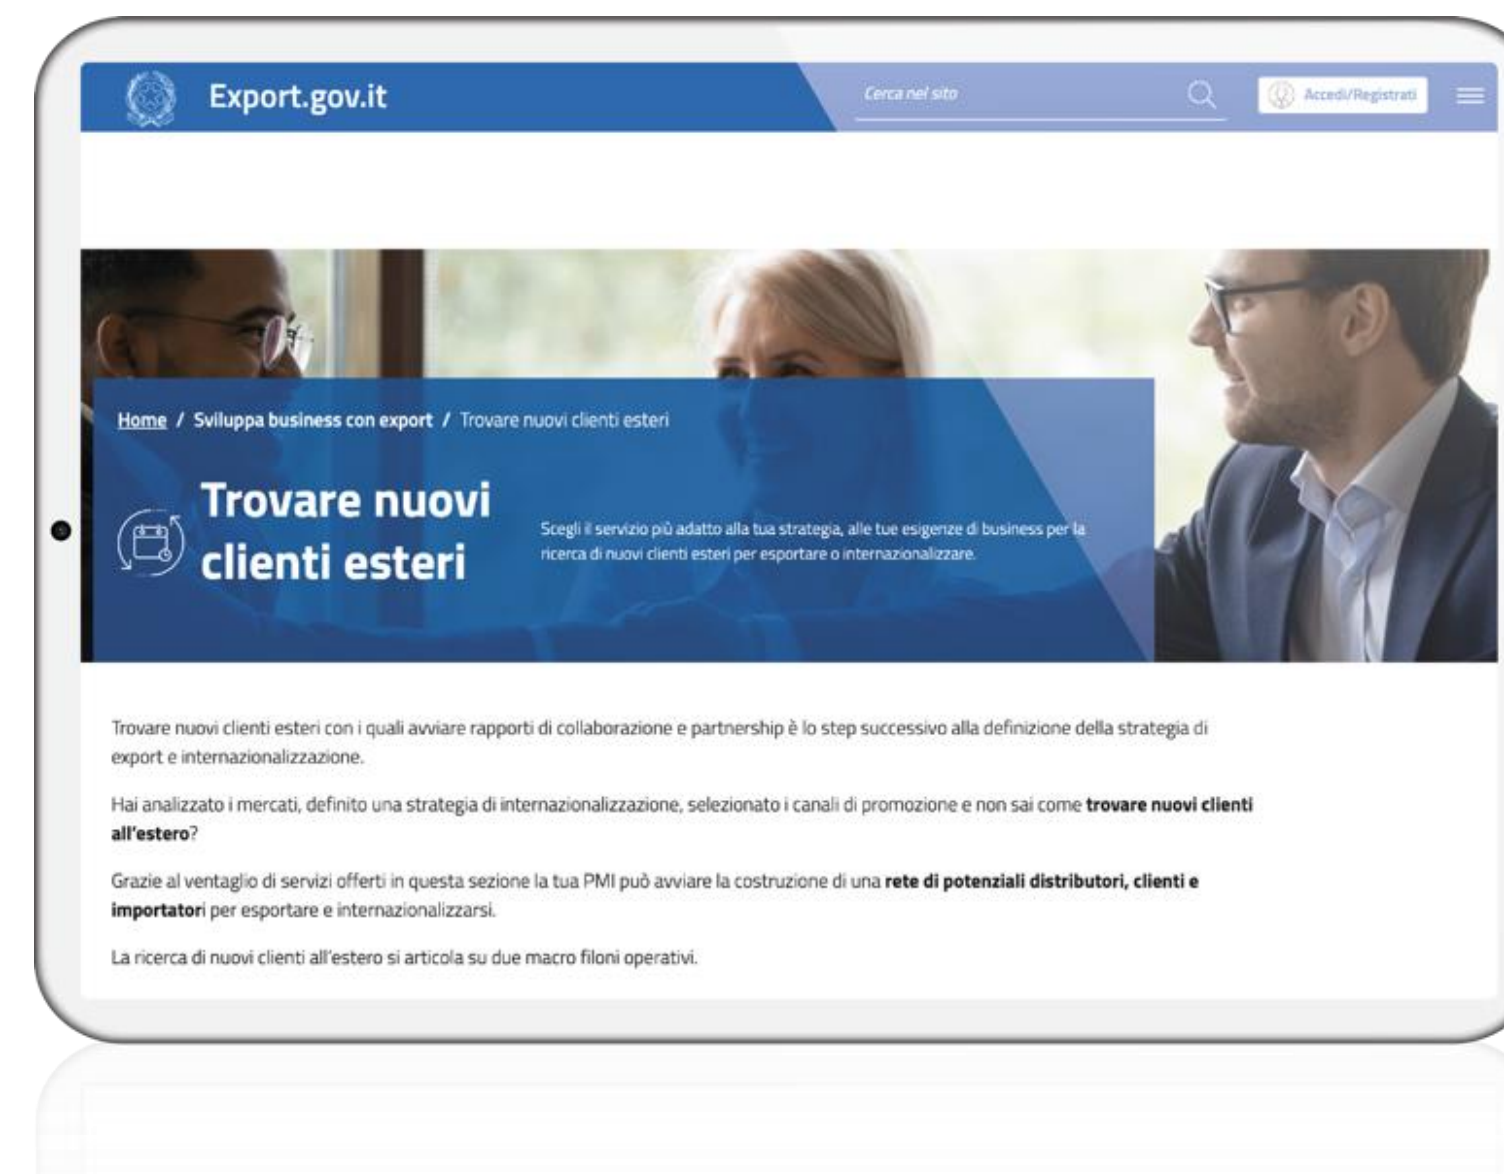 Export.gov.it
Cerca nel sito
Accedi/Registrati
Home / Sviluppa business con export / Trovare nuovi clienti esteri
Trovare nuovi
clienti esteri
Scegli il servizio più adatto alla tua strategia, alle tue esigenze di business per la
ricerca di nuovi clienti esteri per esportare o internazionalizzare.
Trovare nuovi clienti esteri con i quali avviare rapporti di collaborazione e partnership è lo step successivo alla definizione della strategia di
export e internazionalizzazione.
Hai analizzato i mercati, definito una strategia di internazionalizzazione, selezionato i canali di promozione e non sai come trovare nuovi clienti
all'estero?
Grazie al ventaglio di servizi offerti in questa sezione la tua PMI può avviare la costruzione di una rete di potenziali distributori, clienti e
importatori per esportare e internazionalizzarsi.
La ricerca di nuovi clienti all'estero si articola su due macro filoni operativi.